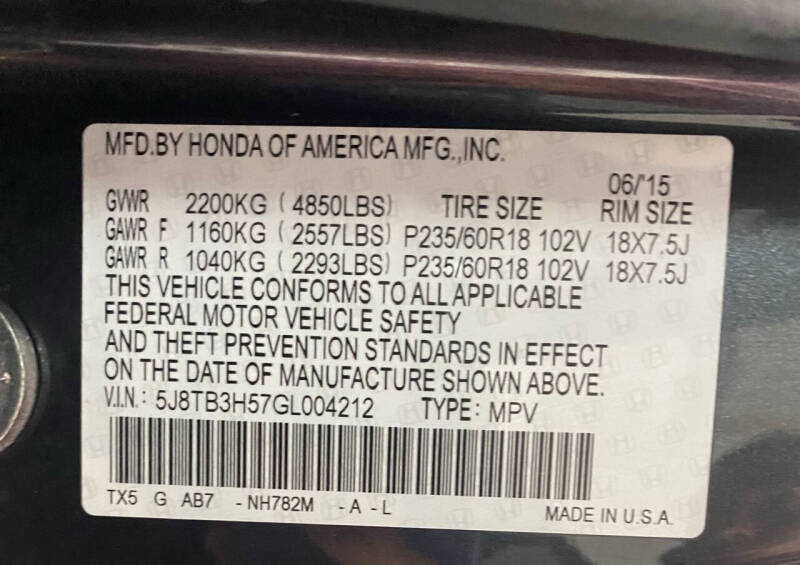 MFD.BY HONDA OF AMERICA MFG.,INC.
06/'15
GVWR 2200KG ( 4850LBS) TIRE SIZE RIM SIZE
GAWR F 1160KG ( 2557LBS) P235/60R18 102V 18X7.5J
GAWR R 1040KG ( 2293LBS) P235/60R18 102V 18X7.5J
THIS VEHICLE CONFORMS TO ALL APPLICABLE
FEDERAL MOTOR VEHICLE SAFETY
AND THEFT PREVENTION STANDARDS IN EFFECT
ON THE DATE OF MANUFACTURE SHOWN ABOVE.
V.I.N.: 5J8TB3H57GL004212 TYPE: MPV
TX5 G AB7 - NH782M - A - L
MADE IN U.S.A.